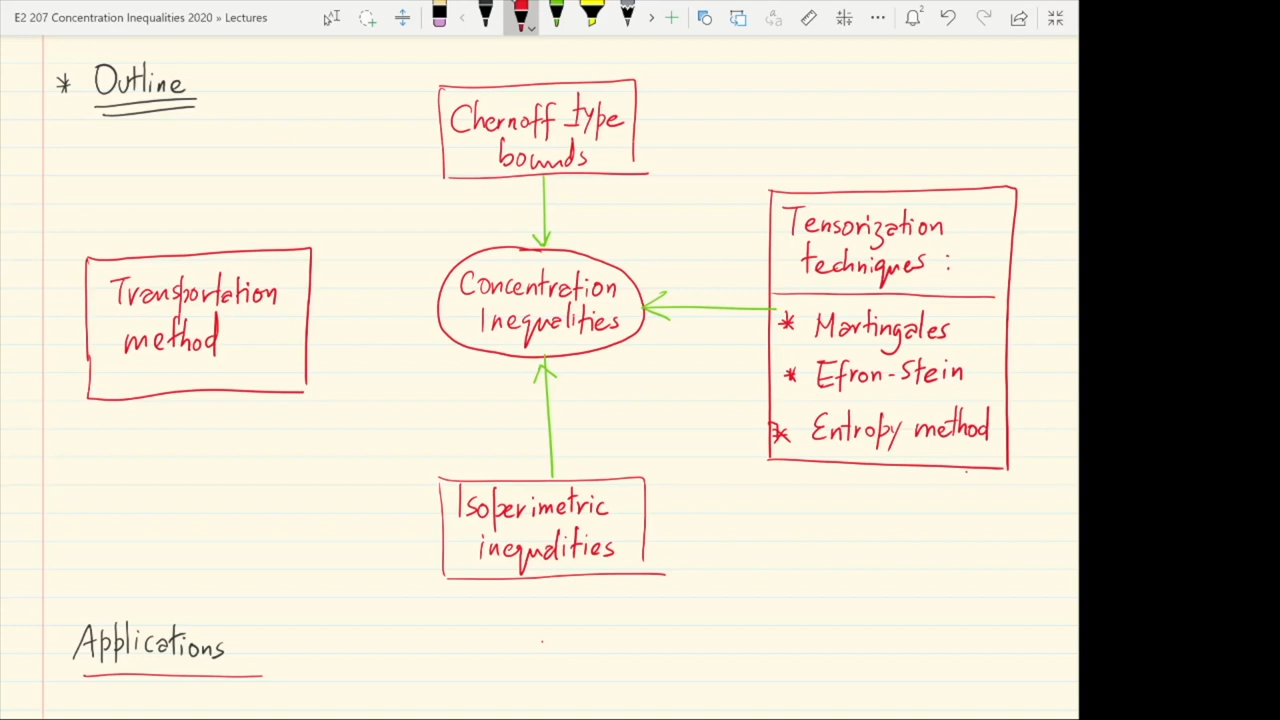 E2 207 Concentration Inequalities 2020 » Lectures
* Outline
Chernoff type
bounds
Tensorization
techniques :
* Martingales
* Efron-Stein
* Entropy method
Transportation
method
Concentration
Inequalities
Isoperimetric
inequalities
Applications